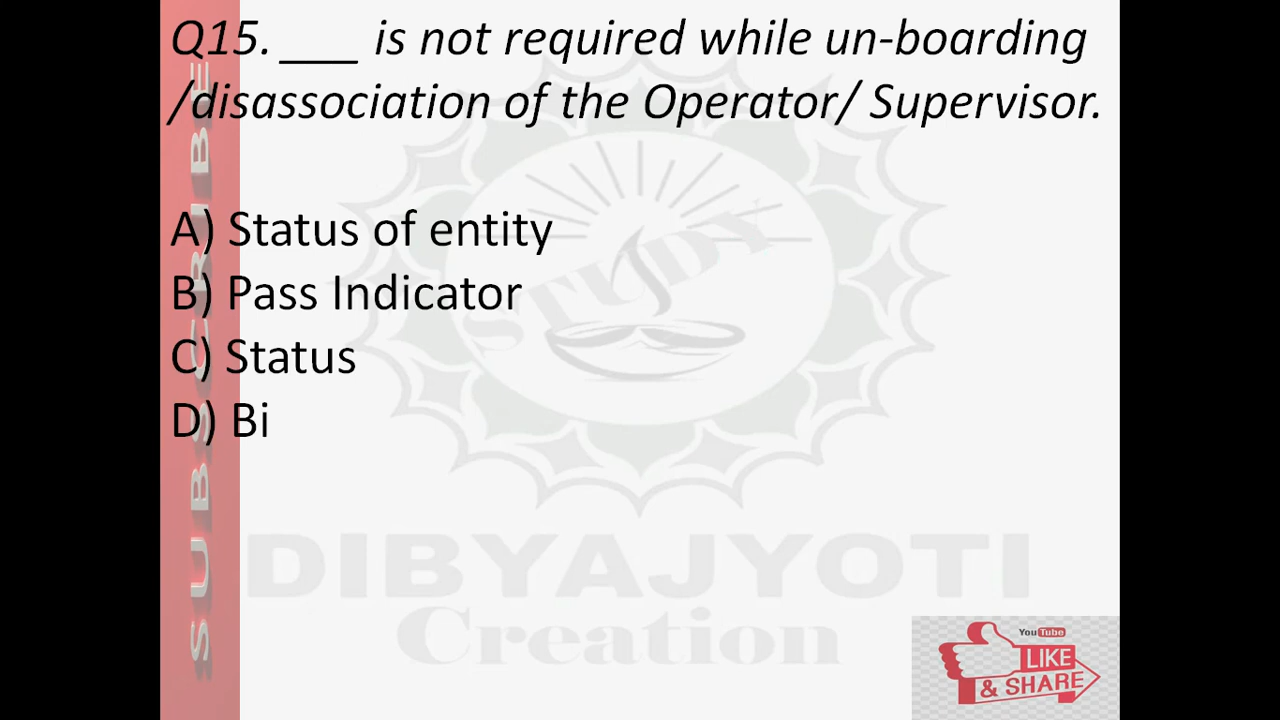 Q15. ___ is not required while un-boarding
/disassociation of the Operator/ Supervisor.
A) Status of entity
B) Pass Indicator
C) Status
D) Bi
STUDY
DIBYAJYOTI
Creation
SUBSCRIBE
YouTube
LIKE
& SHARE